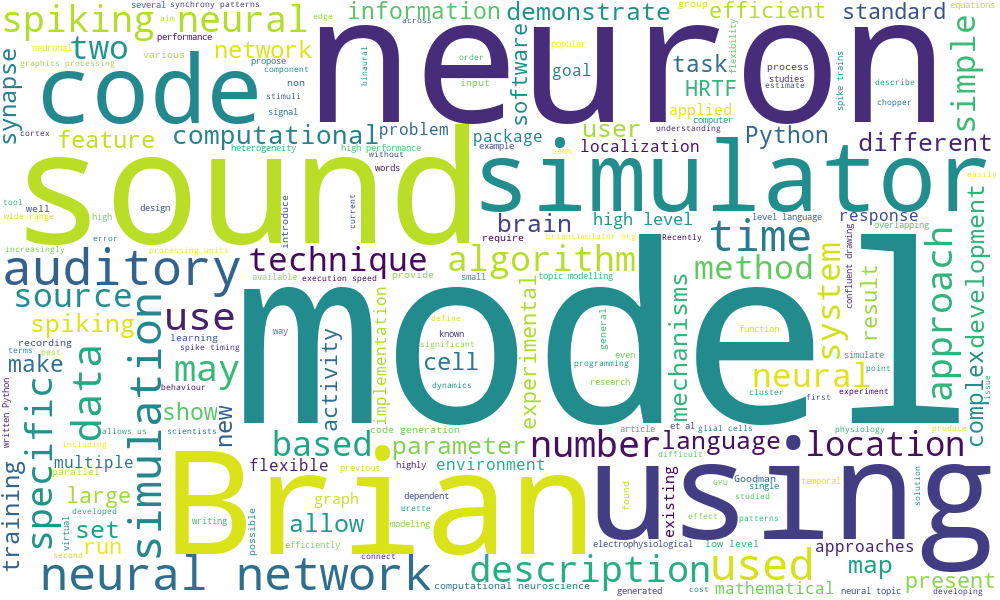 several synchrony patterns
edge
across
information
demonstrate
group
efficient
standard
equations
spiking neural
aim
neuronal
performance
two
network
graphics processing
various
propose
component
non
stimuli
signal
binaural
popular
order
input
goal
software
task
HRTF
applied
computer
flexibility
process
studies
estimate
spike trains
describe
chopper
simple
synapse
code
neuron
cortex
feature
computational
problem
package
user
localization
understanding
Python
different
heterogeneity
high performance
without
words
example
easily
sound
simulator
tool
well
wide range
high
design
introduce
current
brain
high level
level language
response
overlapping
require
briansimulator org
Recently
time
increasingly
error
processing units
auditory
technique
algorithm
method
available
execution speed
provide
small
topic modelling
mechanisms
system
confluent drawing
result
approach
complex
development
source
use
way
define
known
significant
general
function
spiking
recording
learning
terms
best
spike timing
make
may
behaviour
simulation
data
specific
activity
implementation
cell
dynamics
experimental
even
programming
research
model
neural
simulate
point
cluster
first
experiment
issue
written Python
show
new
allows us
scientists
code generation
article
et al
glial cells
physiology
produce
including
based
parameter
number
language
location
difficult
multiple
parallel
flexible
previous
highly
environment
training
large
developed
set
virtual
run
second
graph
dependent
Brette
modeling
writing
possible
allow
efficiently
connect
Brian
using
found
existing
GPU
Goodman
single
studied
effect
patterns
temporal
solution
electrophysiological
low level
approaches
map
neural network
description
used
present
computational neuroscience
generated
cost
mathematical
neural topic
developing